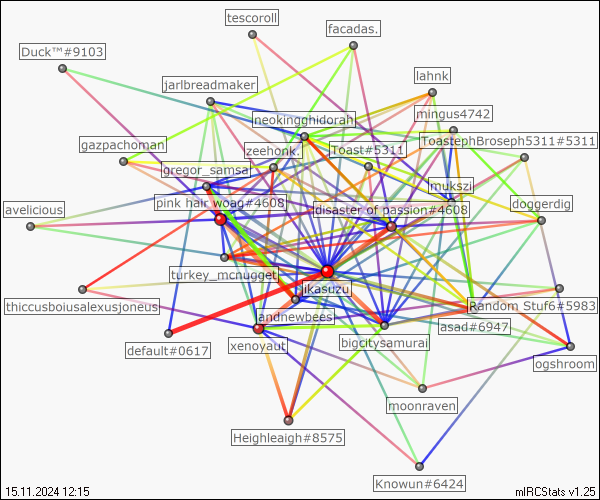 tescoroll
facadas.
Duck™#9103
lahnk
jarlbreadmaker
mingus4742
neokingghidorah
ToastephBroseph5311#5311
gazpachoman
zeehonk.
Toast#5311
gregor_samsa
mukszi
pink hair woag#4608
disaster of passion#4608
doggerdig
avelicious
turkey_mcnugget
ikasuzu
thiccusboiusalexusjoneus
Random Stuf6#5983
andnewbees
asad#6947
default#0617
xenoyaut
bigcitysamurai
ogshroom
moonraven
Heighleaigh#8575
Knowun#6424
15.11.2024 12:15
mIRCStats v1.25